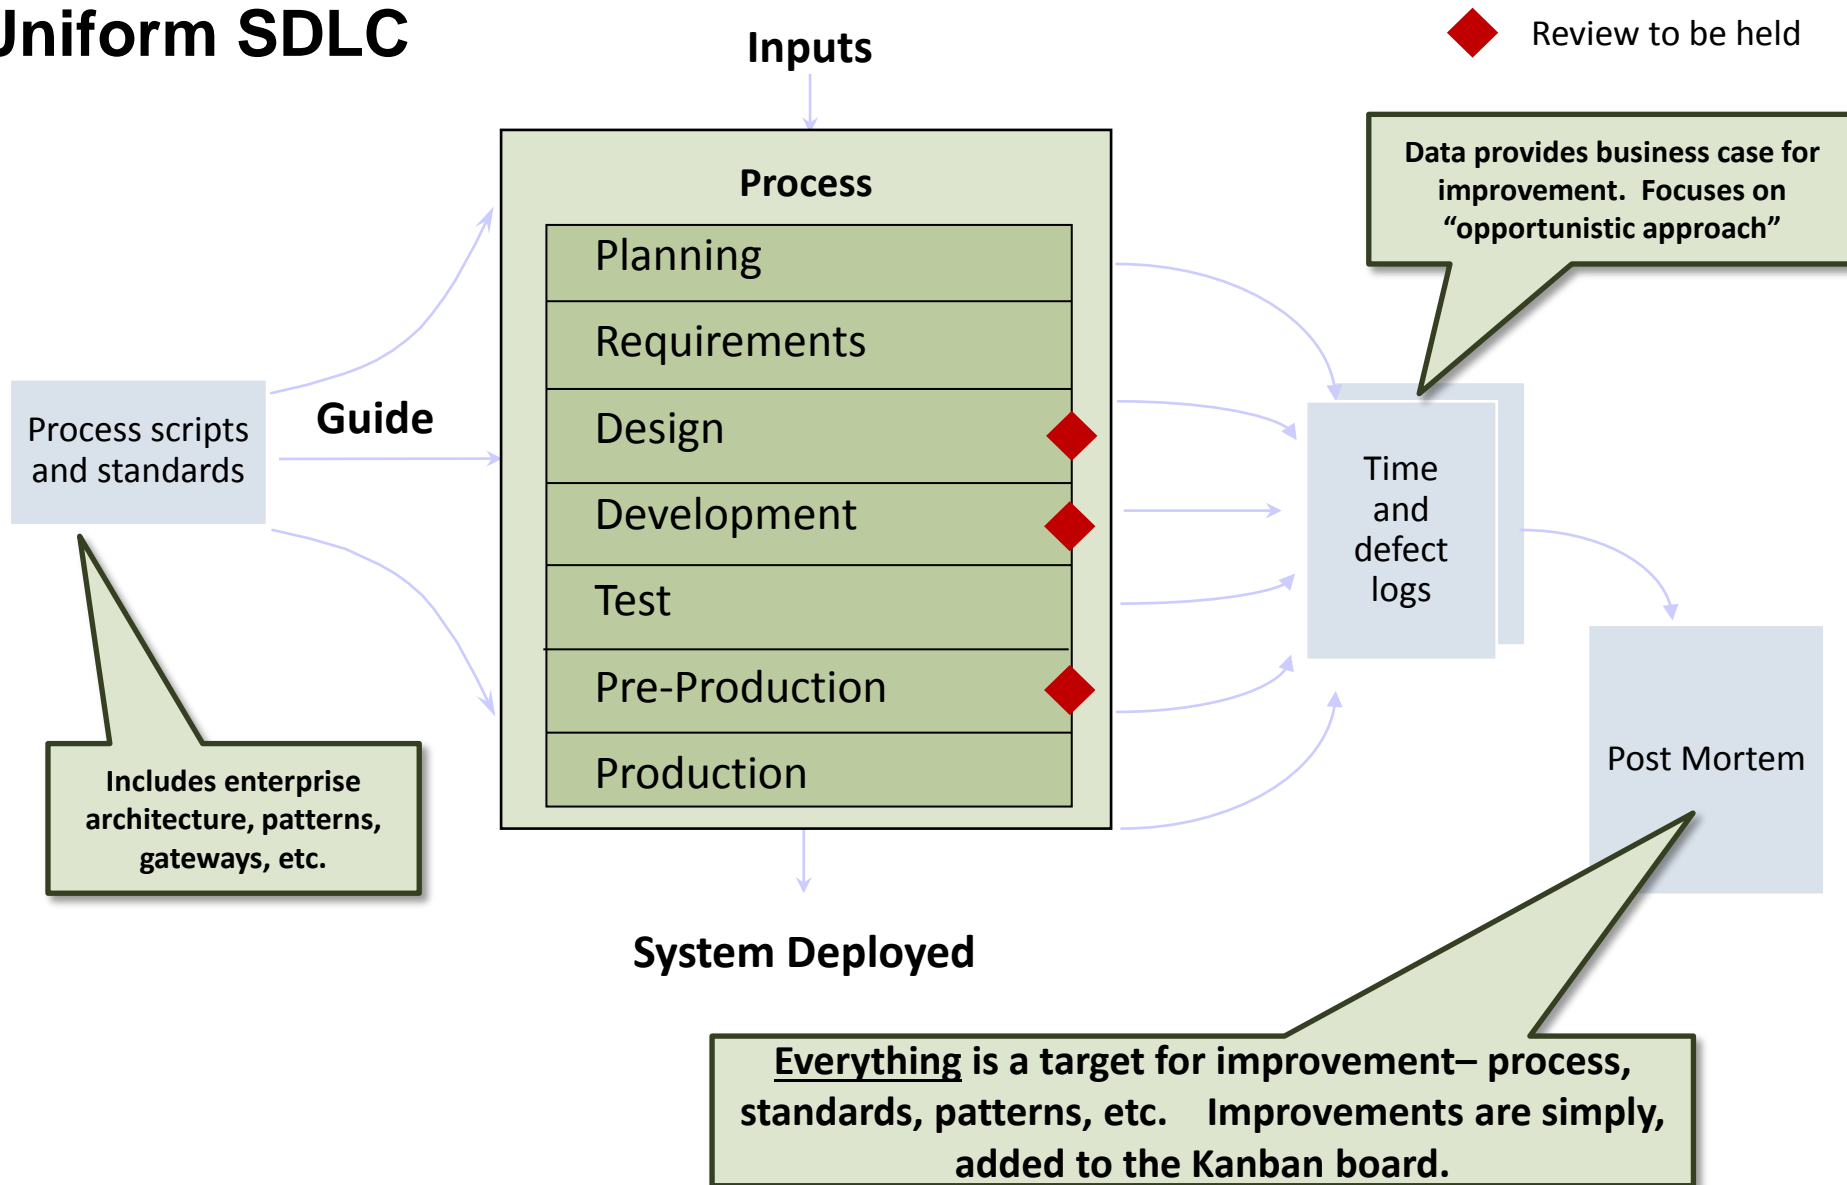 Uniform SDLC
Review to be held
Inputs
Data provides business case for
improvement.  Focuses on
“opportunistic approach”
Process
Planning
Requirements
Design
Development
Test
Pre-Production
Production
Process scripts
and standards
Guide
Time
and
defect
logs
Includes enterprise
architecture, patterns,
gateways, etc.
Post Mortem
System Deployed
Everything is a target for improvement– process,
standards, patterns, etc.    Improvements are simply,
added to the Kanban board.